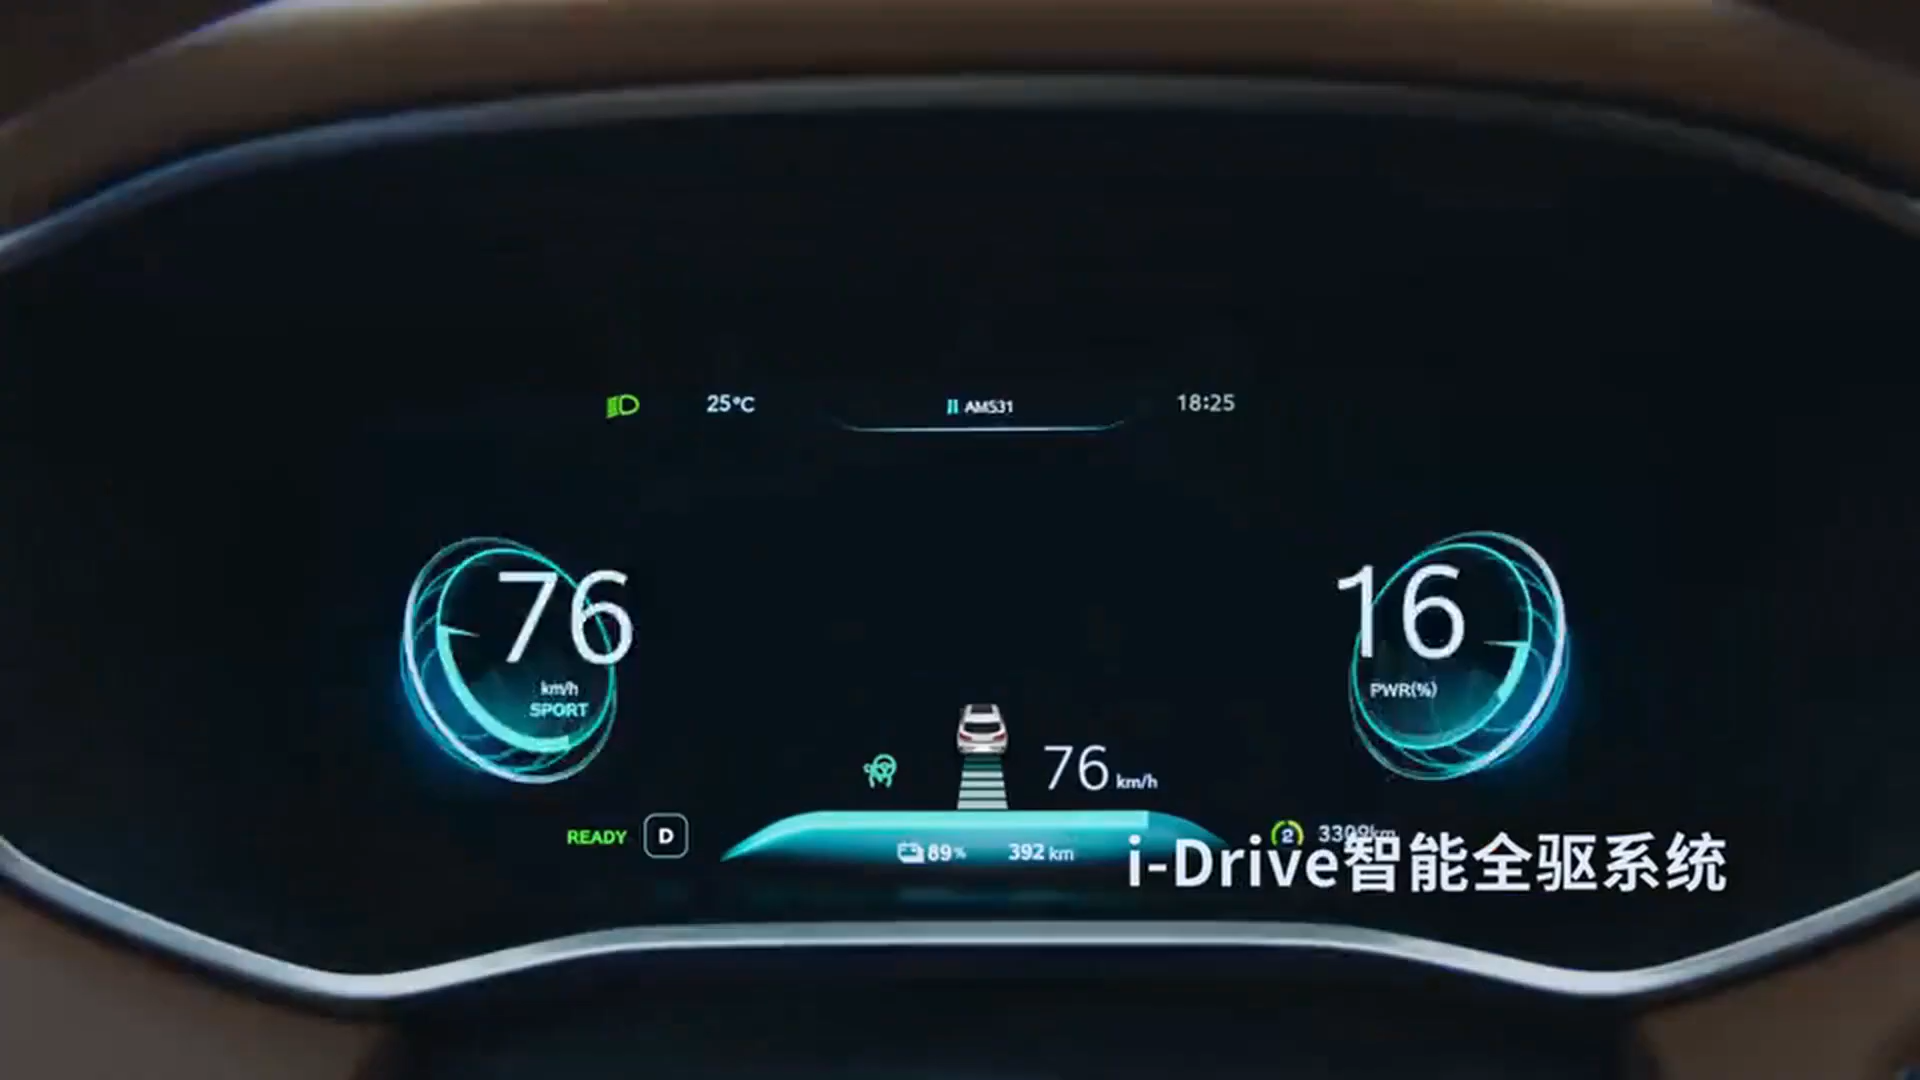 25°C
AM531
18:25
76
km/h
SPORT
16
PWR(%)
76 km/h
READY
D
89%
392 km
2
i-Drive智能全驱系统